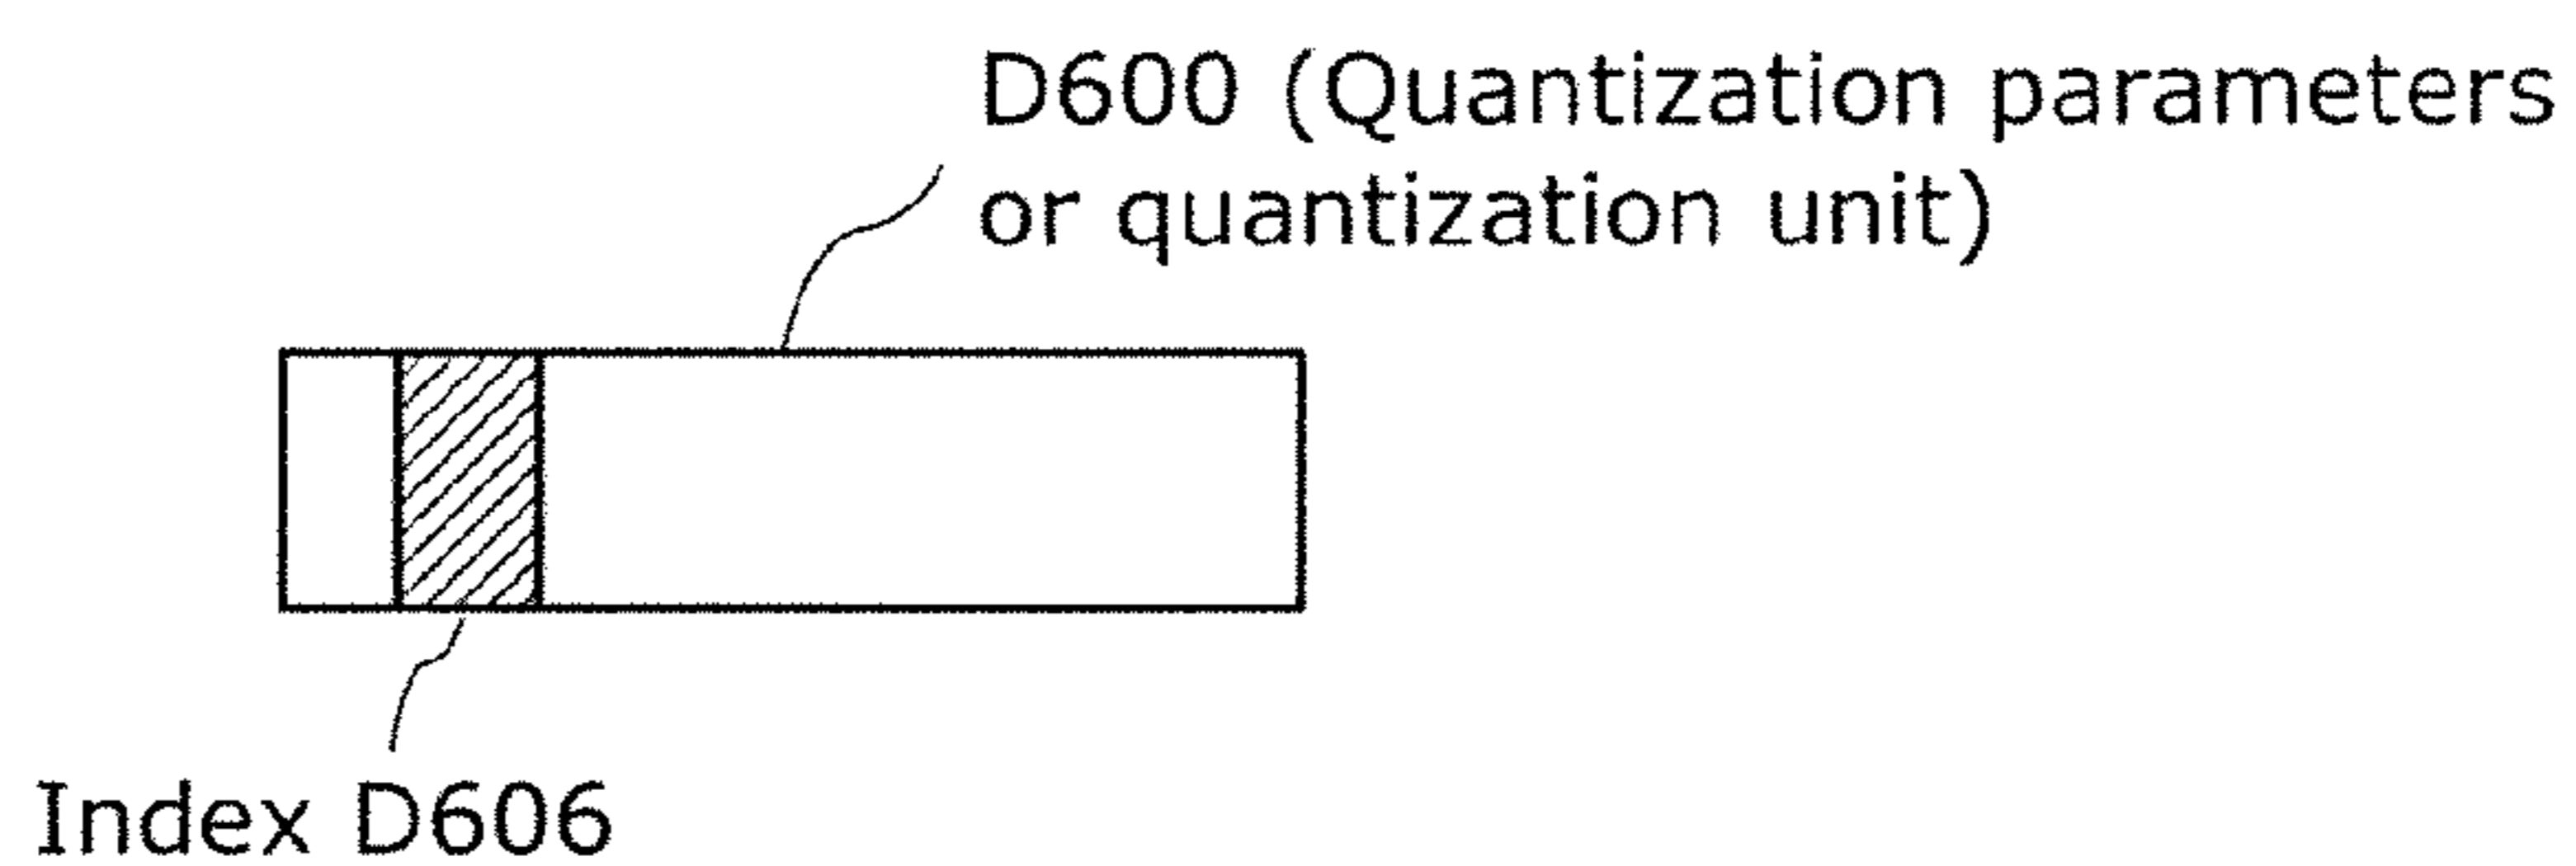 D600 (Quantization parameters
or quantization unit)
Index D606